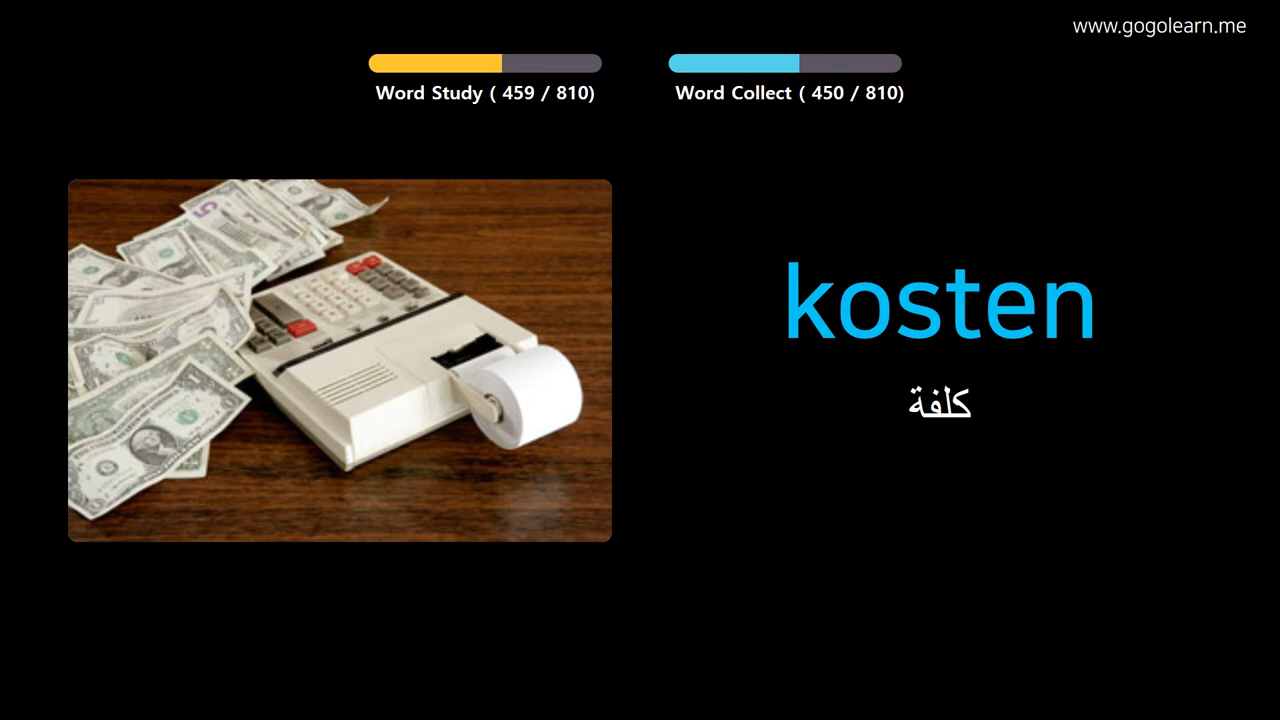 www.gogolearn.me
Word Study ( 459 / 810)
Word Collect ( 450 / 810)
kosten
كلفة